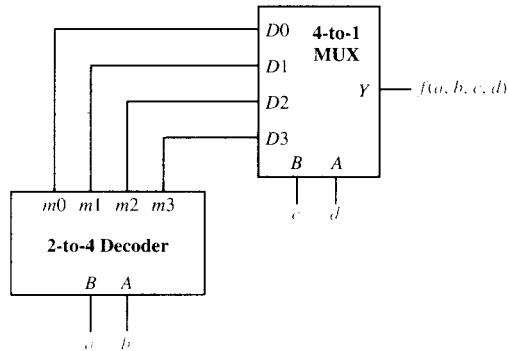 D0 4-to-1
MUX
D1
D2 Y f(a, b, c, d)
D3
B A
c d
m0 m1 m2 m3
2-to-4 Decoder
B A
a b